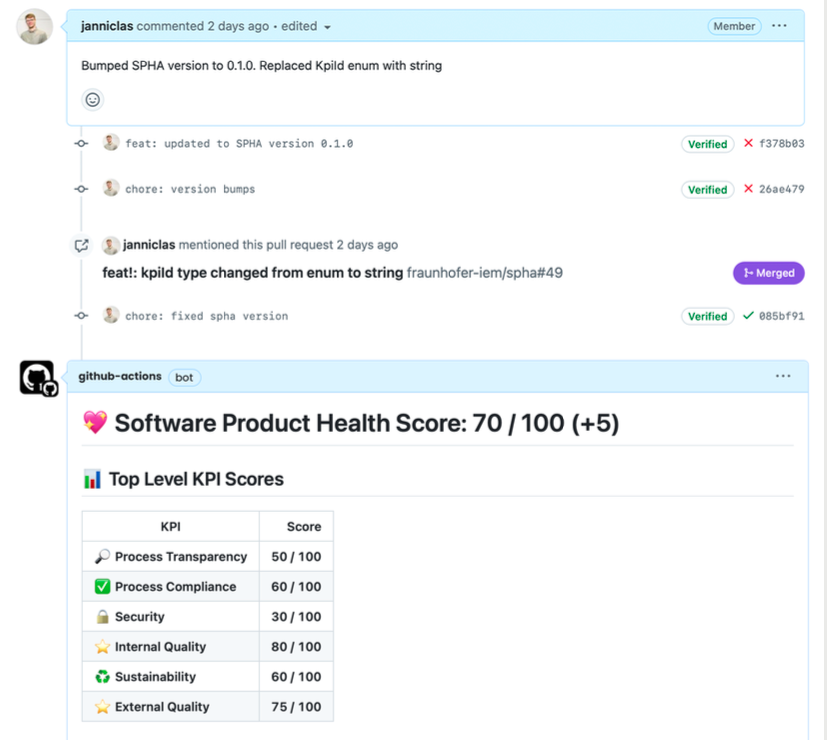 janniclas commented 2 days ago • edited
Member
Bumped SPHA version to 0.1.0. Replaced KpiId enum with string
feat: updated to SPHA version 0.1.0
Verified
f378b03
chore: version bumps
Verified
26ae479
janniclas mentioned this pull request 2 days ago
feat!: kpiId type changed from enum to string fraunhofer-iem/spha#49
Merged
chore: fixed spha version
Verified
085bf91
github-actions bot
💖 Software Product Health Score: 70 / 100 (+5)
📊 Top Level KPI Scores
KPI Score
🔎 Process Transparency 50 / 100
✅ Process Compliance 60 / 100
🔒 Security 30 / 100
⭐ Internal Quality 80 / 100
♻️ Sustainability 60 / 100
⭐ External Quality 75 / 100